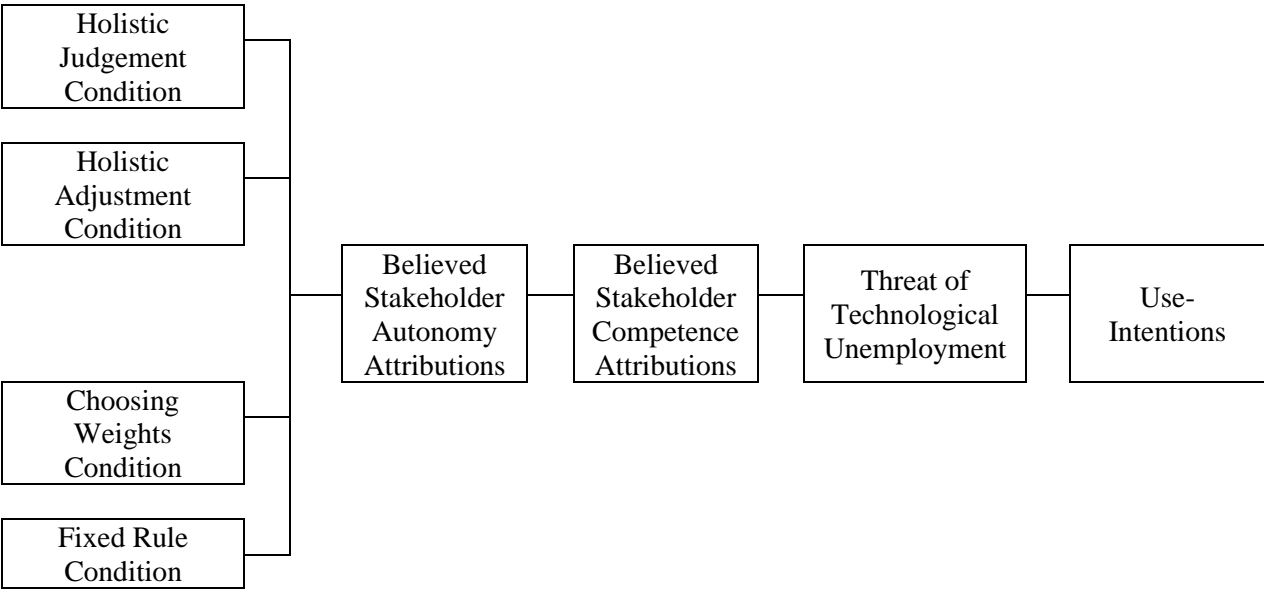 Holistic
Judgement
Condition
Holistic
Adjustment
Condition
Choosing
Weights
Condition
Fixed Rule
Condition
Believed
Stakeholder
Autonomy
Attributions
Believed
Stakeholder
Competence
Attributions
Threat of
Technological
Unemployment
Use-
Intentions